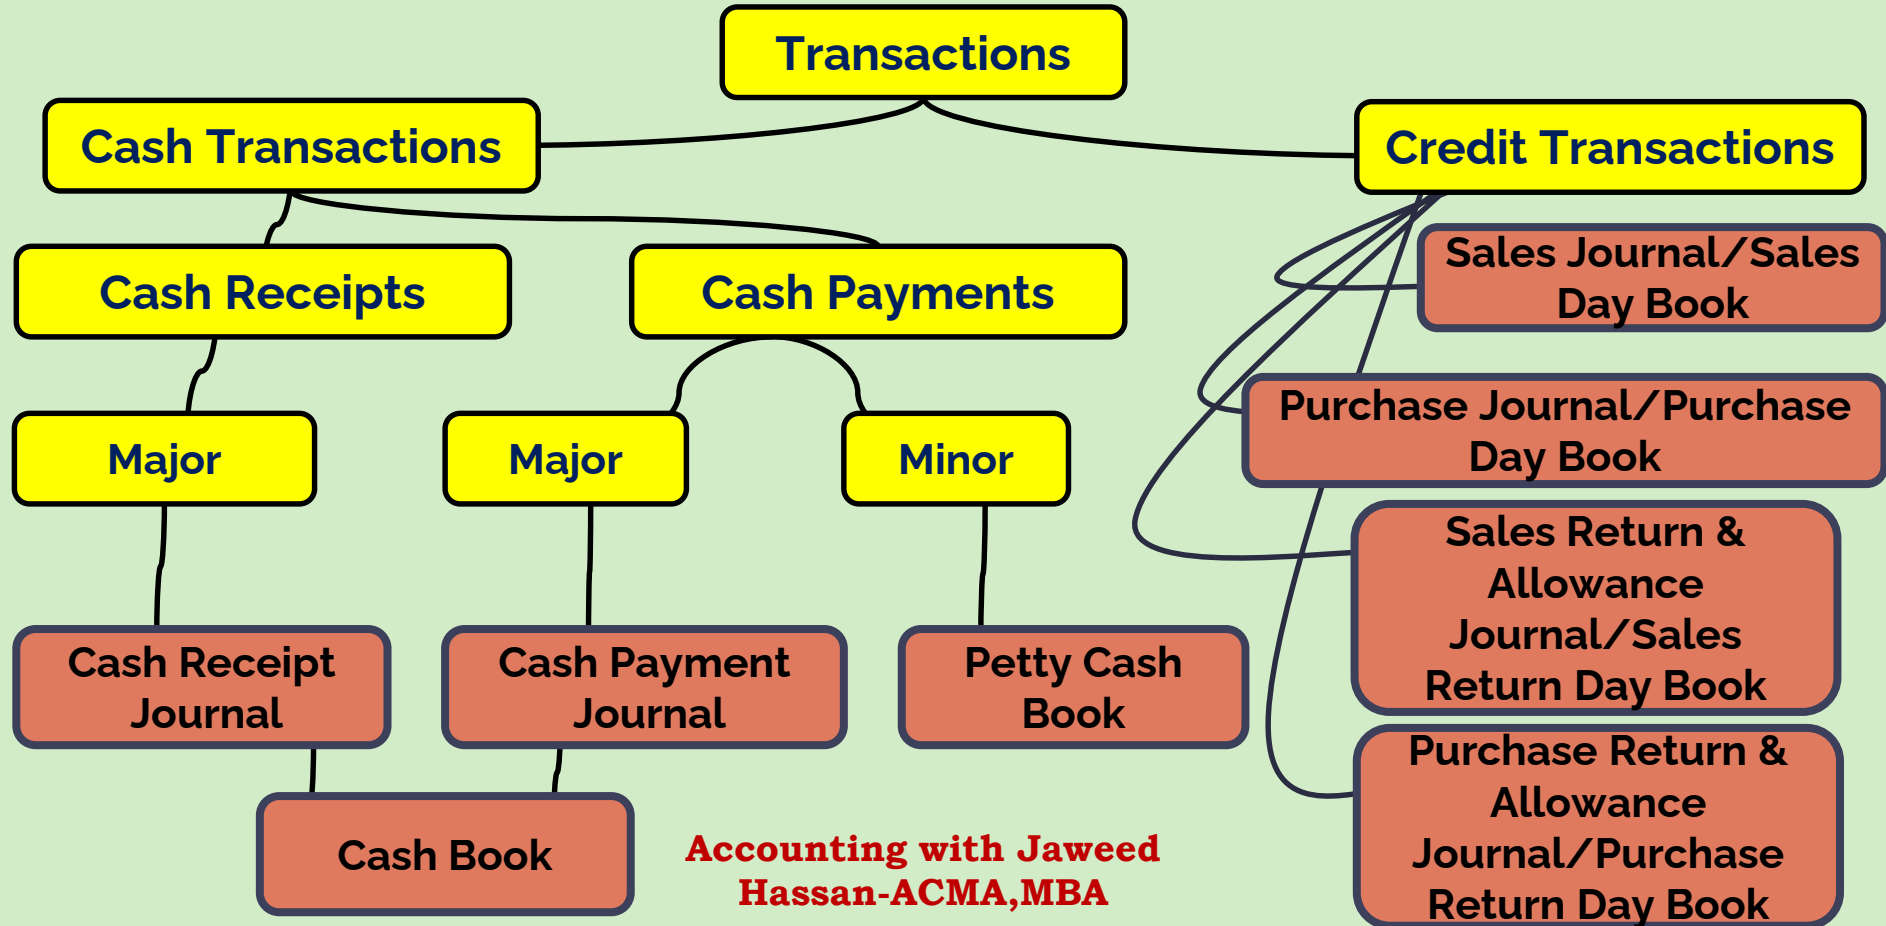 Transactions
Cash Transactions
Credit Transactions
Cash Receipts
Cash Payments
Sales Journal/Sales
Day Book
Major
Major
Minor
Purchase Journal/Purchase
Day Book
Sales Return &
Allowance
Journal/Sales
Return Day Book
Cash Receipt
Journal
Cash Payment
Journal
Petty Cash
Book
Purchase Return &
Allowance
Journal/Purchase
Return Day Book
Cash Book
Accounting with Jaweed
Hassan-ACMA,MBA